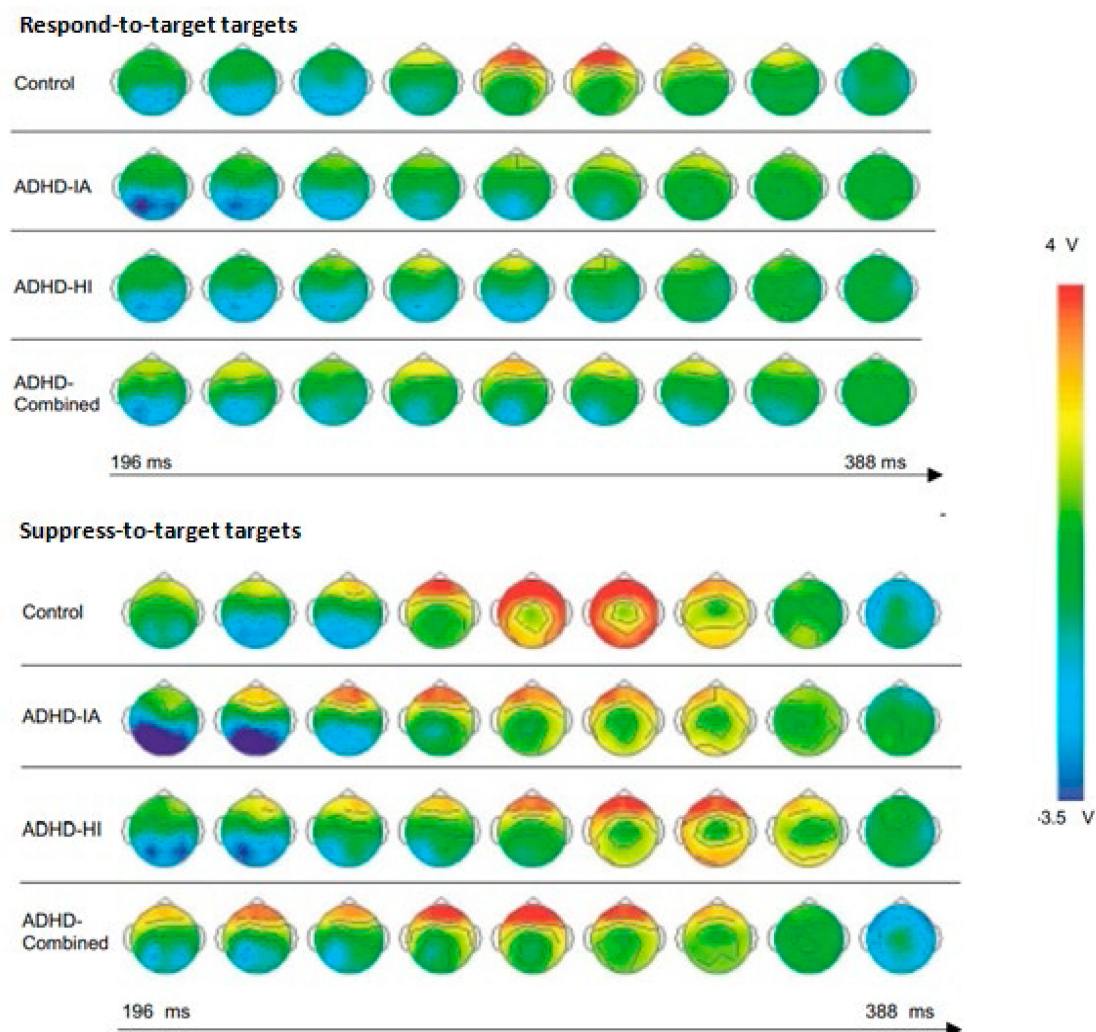 Respond-to-target targets
Control
ADHD-IA
ADHD-HI
ADHD-
Combined
196 ms
388 ms
4 V
-3.5 V
Suppress-to-target targets
Control
ADHD-IA
ADHD-HI
ADHD-
Combined
196 ms
388 ms